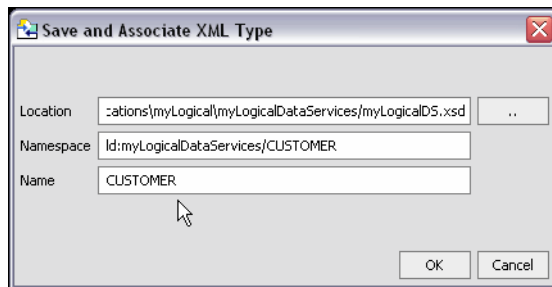 Save and Associate XML Type
Location :ations\myLogical\myLogicalDataServices/myLogicalDS.xsd ..
Namespace ld:myLogicalDataServices/CUSTOMER
Name CUSTOMER
OK Cancel